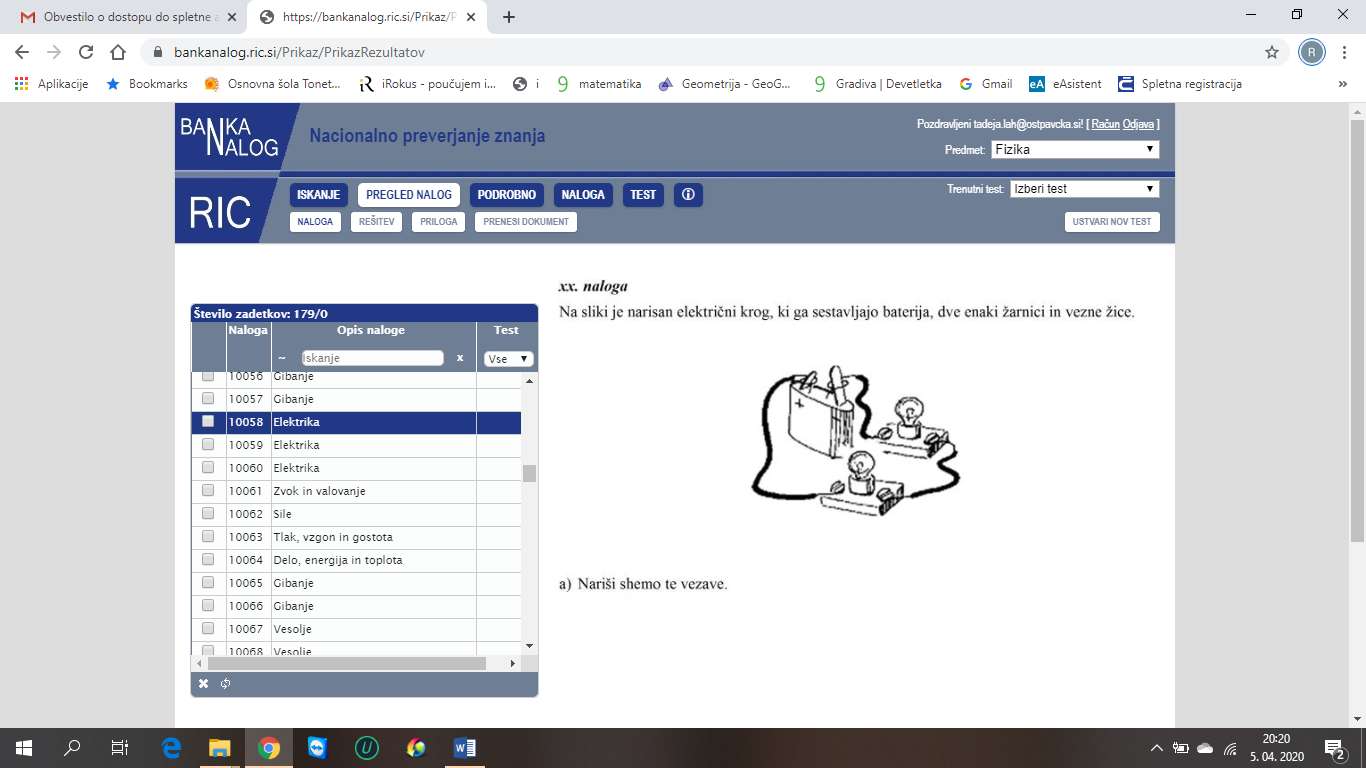 Obvestilo o dostopu do spletne a
https://bankanalog.ric.si/Prikaz/P
bankanalog.ric.si/Prikaz/PrikazRezultatov
R
Aplikacije
Bookmarks
Osnovna šola Tonet...
iRokus - poučujem i...
i
matematika
Geometrija - GeoG...
Gradiva | Devetletka
Gmail
eAsistent
Spletna registracija
»
BANKA
NALOG
Nacionalno preverjanje znanja
Pozdravljeni tadeja.lah@ostpavcka.si! [ Račun Odjava ]
Predmet: Fizika
RIC
ISKANJE PREGLED NALOG PODROBNO NALOGA TEST
Trenutni test: Izberi test
NALOGA REŠITEV PRILOGA PRENESI DOKUMENT
USTVARI NOV TEST
Število zadetkov: 179/0
Naloga Opis naloge Test
~ Iskanje x Vse
10056 Gibanje
10057 Gibanje
10058 Elektrika
10059 Elektrika
10060 Elektrika
10061 Zvok in valovanje
10062 Sile
10063 Tlak, vzgon in gostota
10064 Delo, energija in toplota
10065 Gibanje
10066 Gibanje
10067 Vesolje
10068 Vesolje
xx. naloga
Na sliki je narisan električni krog, ki ga sestavljajo baterija, dve enaki žarnici in vezne žice.
+
a) Nariši shemo te vezave.
20:20
5. 04. 2020
2